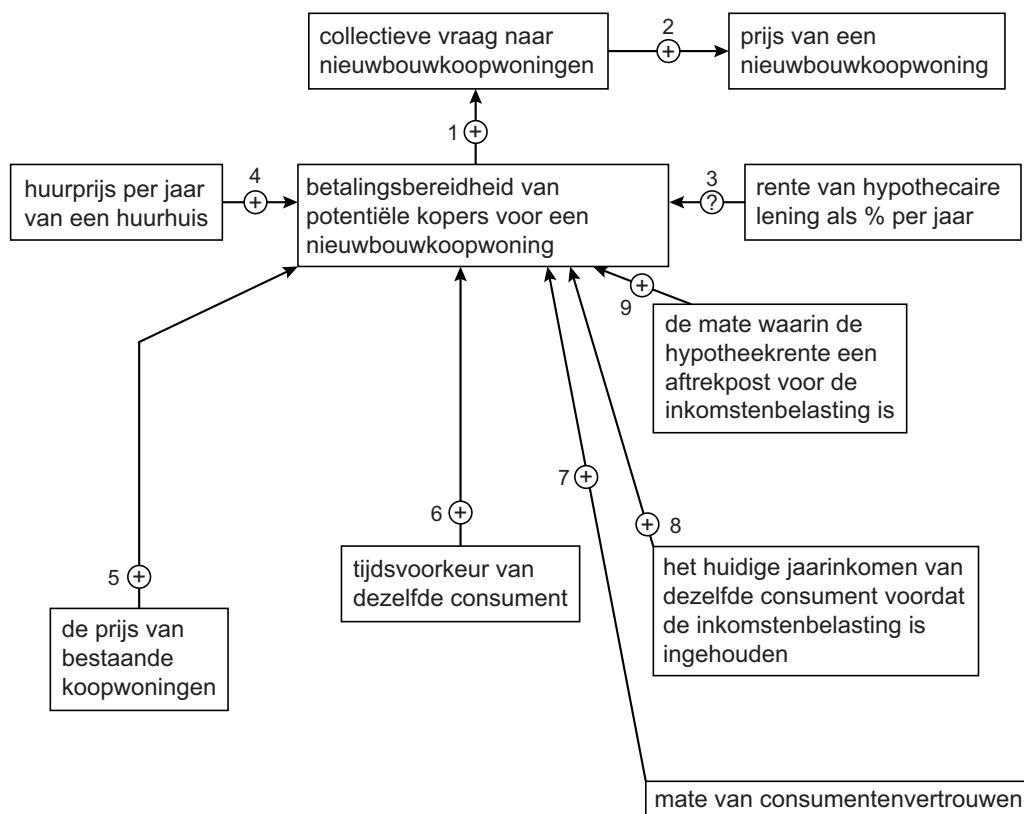 collectieve vraag naar
nieuwbouwkoopwoningen
2
+
prijs van een
nieuwbouwkoopwoning
1
+
huurprijs per jaar
van een huurhuis
4
+
betalingsbereidheid van
potentiële kopers voor een
nieuwbouwkoopwoning
3
?
rente van hypothecaire
lening als % per jaar
9
+
de mate waarin de
hypotheekrente een
aftrekpost voor de
inkomstenbelasting is
7
+
6
+
8
+
tijdsvoorkeur van
dezelfde consument
het huidige jaarinkomen van
dezelfde consument voordat
de inkomstenbelasting is
ingehouden
5
+
de prijs van
bestaande
koopwoningen
mate van consumentenvertrouwen